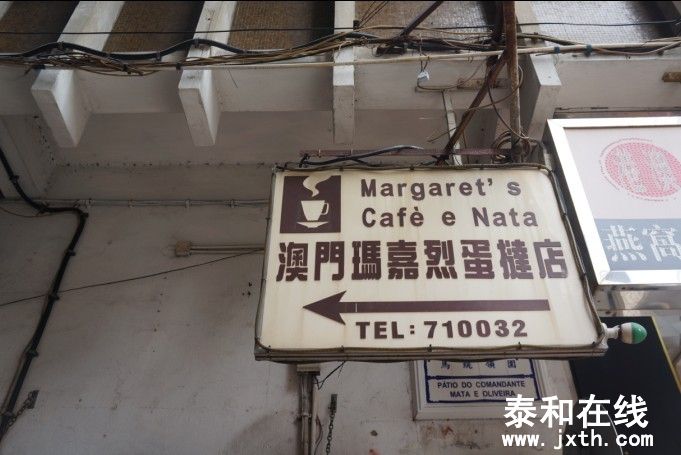 Margaret's
Cafè e Nata
澳門瑪嘉烈蛋撻店
TEL: 710032
燕窩
PÁTIO DO COMANDANTE
MATA E OLIVEIRA
泰和在线
www.jxth.com